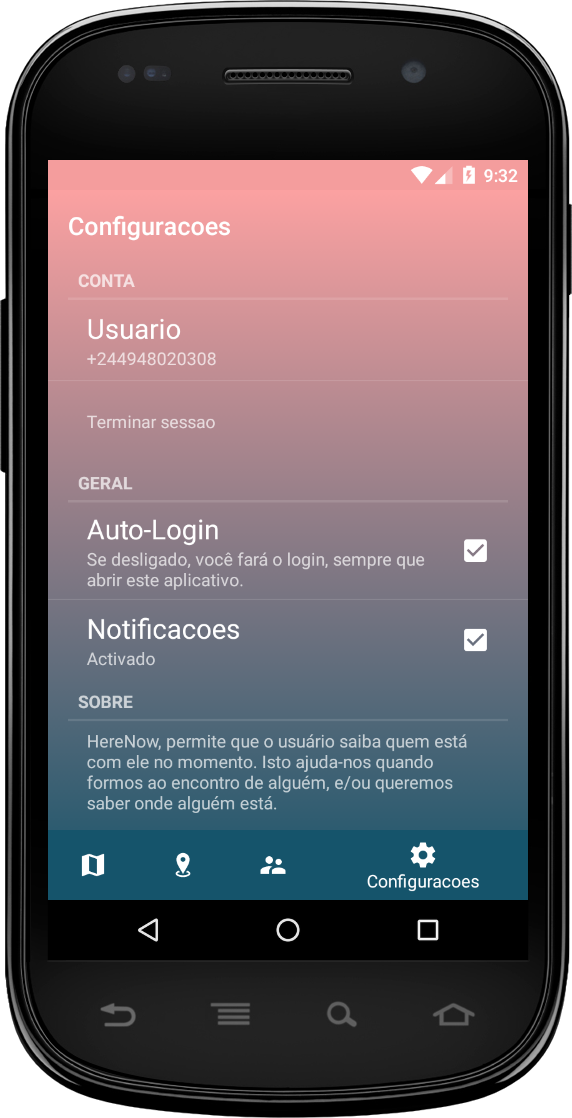 9:32
Configuracoes
CONTA
Usuario
+244948020308
Terminar sessao
GERAL
Auto-Login
Se desligado, você fará o login, sempre que
abrir este aplicativo.
Notificacoes
Activado
SOBRE
HereNow, permite que o usuário saiba quem está
com ele no momento. Isto ajuda-nos quando
formos ao encontro de alguém, e/ou queremos
saber onde alguém está.
Configuracoes